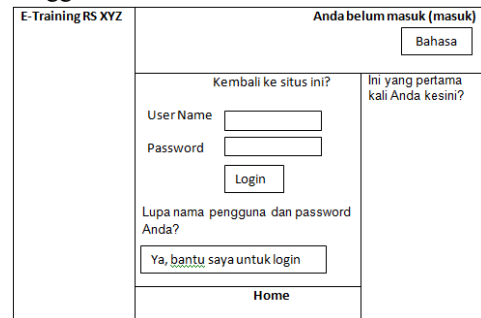 E-Training RS XYZ
Anda belum masuk (masuk)
Bahasa
Kembali ke situs ini?
User Name
Password
Login
Lupa nama pengguna dan password
Anda?
Ya, bantu saya untuk login
Home
Ini yang pertama
kali Anda kesini?